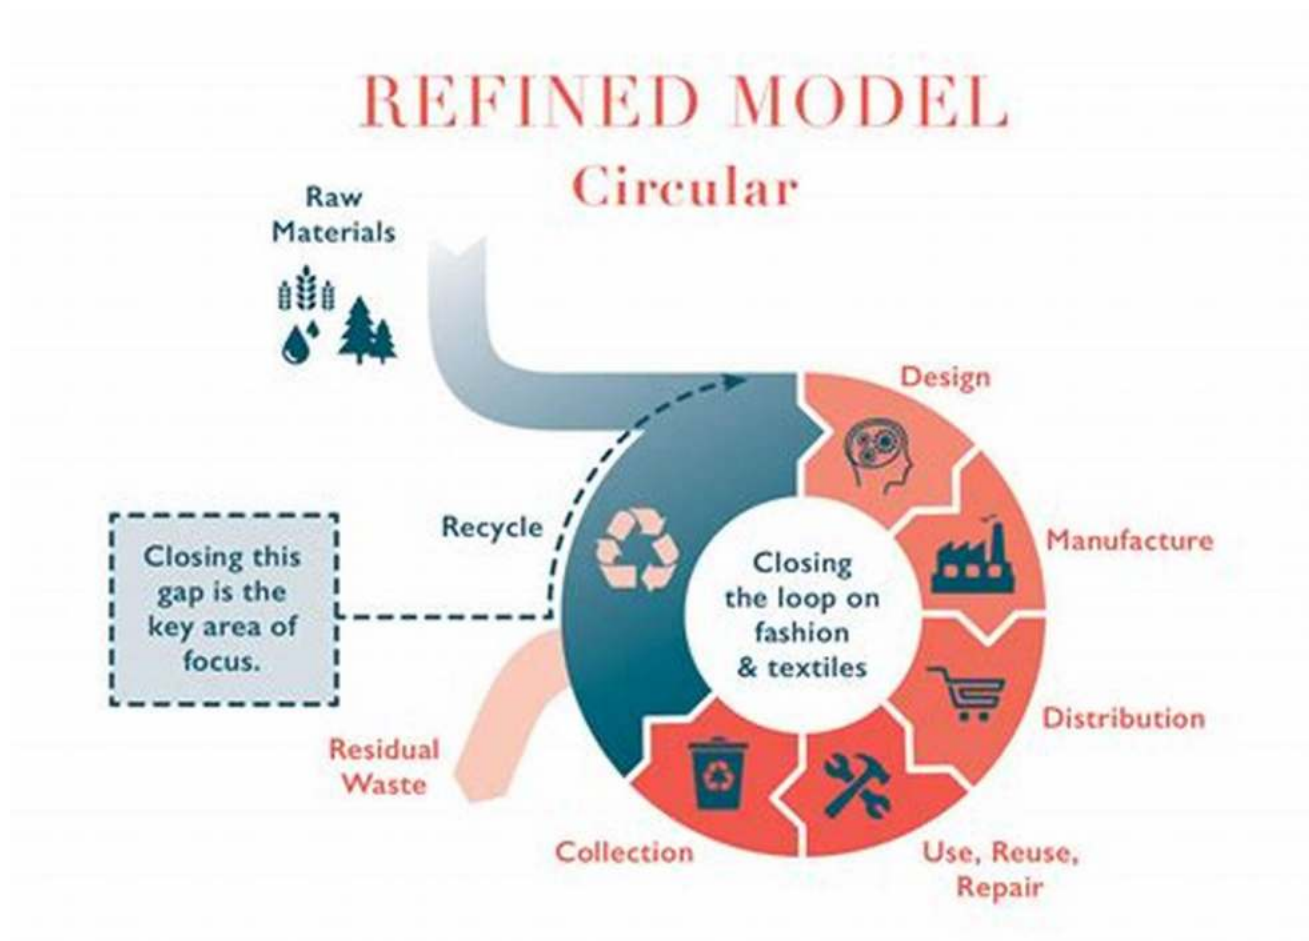 REFINED MODEL
Circular
Raw
Materials
Design
Recycle
Manufacture
Closing this
gap is the
key area of
focus.
Closing
the loop on
fashion
& textiles
Distribution
Residual
Waste
Collection
Use, Reuse,
Repair